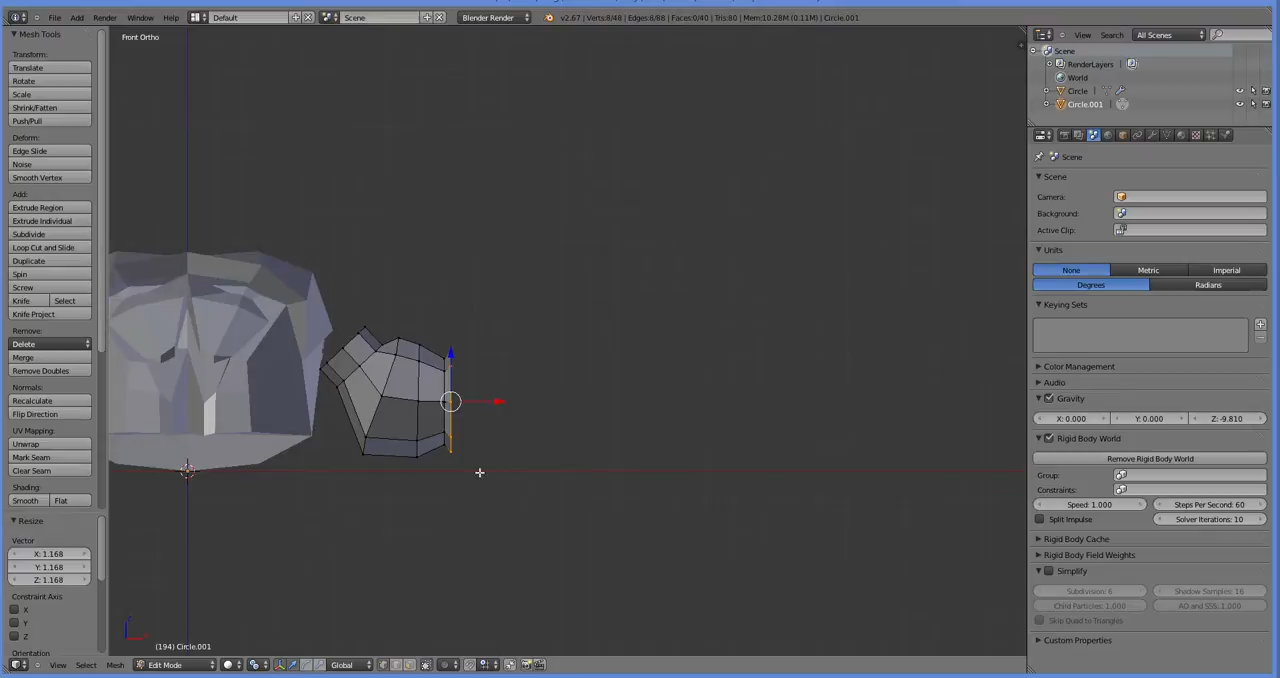 File Add Render Window Help Default Scene Blender Render v2.67 | Verts:8/48 | Edges:8/88 | Faces:0/40 | Tris:80 | Mem:10.28M (0.11M) | Circle.001
Mesh Tools
Transform:
Translate
Rotate
Scale
Shrink/Fatten
Push/Pull
Deform:
Edge Slide
Noise
Smooth Vertex
Add:
Extrude Region
Extrude Individual
Subdivide
Loop Cut and Slide
Duplicate
Spin
Screw
Knife Select
Knife Project
Remove:
Delete
Merge
Remove Doubles
Normals:
Recalculate
Flip Direction
UV Mapping:
Unwrap
Mark Seam
Clear Seam
Shading:
Smooth Flat
Resize
Vector
X: 1.168
Y: 1.168
Z: 1.168
Constraint Axis
X
Y
Z
Orientation
Front Ortho
(194) Circle.001
View Select Mesh Edit Mode Global
View Search All Scenes
Scene
RenderLayers
World
Circle
Circle.001
Scene
Scene
Camera:
Background:
Active Clip:
Units
None Metric Imperial
Degrees Radians
Keying Sets
Color Management
Audio
Gravity
X: 0.000 Y: 0.000 Z: -9.810
Rigid Body World
Remove Rigid Body World
Group:
Constraints:
Speed: 1.000 Steps Per Second: 60
Split Impulse Solver Iterations: 10
Rigid Body Cache
Rigid Body Field Weights
Simplify
Subdivision: 6 Shadow Samples: 16
Child Particles: 1.000 AO and SSS: 1.000
Skip Quad to Triangles
Custom Properties